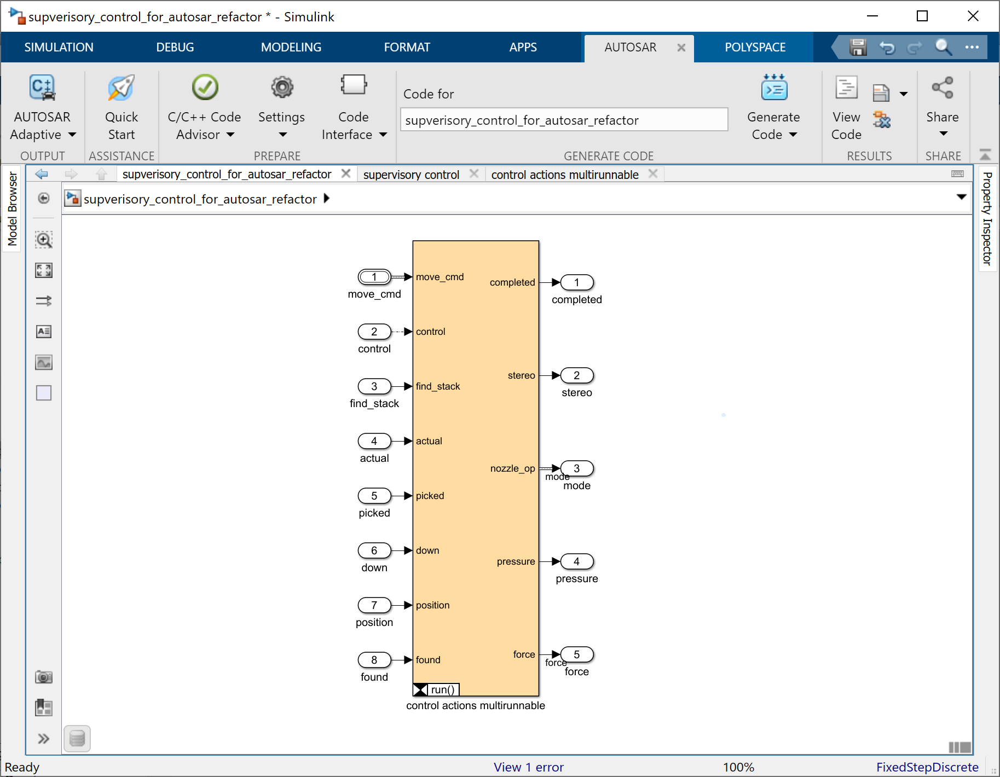 supverisory_control_for_autosar_refactor * - Simulink
SIMULATION DEBUG MODELING FORMAT APPS AUTOSAR POLYSPACE
AUTOSAR Adaptive
OUTPUT
Quick Start
ASSISTANCE
C/C++ Code Advisor
Settings
Code Interface
PREPARE
Code for
supverisory_control_for_autosar_refactor
Generate Code
GENERATE CODE
View Code
RESULTS
Share
SHARE
Model Browser
supverisory_control_for_autosar_refactor
supervisory control
control actions multirunnable
Property Inspector
supverisory_control_for_autosar_refactor
1
move_cmd
move_cmd
2
control
control
3
find_stack
find_stack
4
actual
actual
5
picked
picked
6
down
down
7
position
position
8
found
found
completed
1
completed
stereo
2
stereo
nozzle_op
mode
3
mode
pressure
4
pressure
force
force
5
force
run()
control actions multirunnable
Ready
View 1 error
100%
FixedStepDiscrete